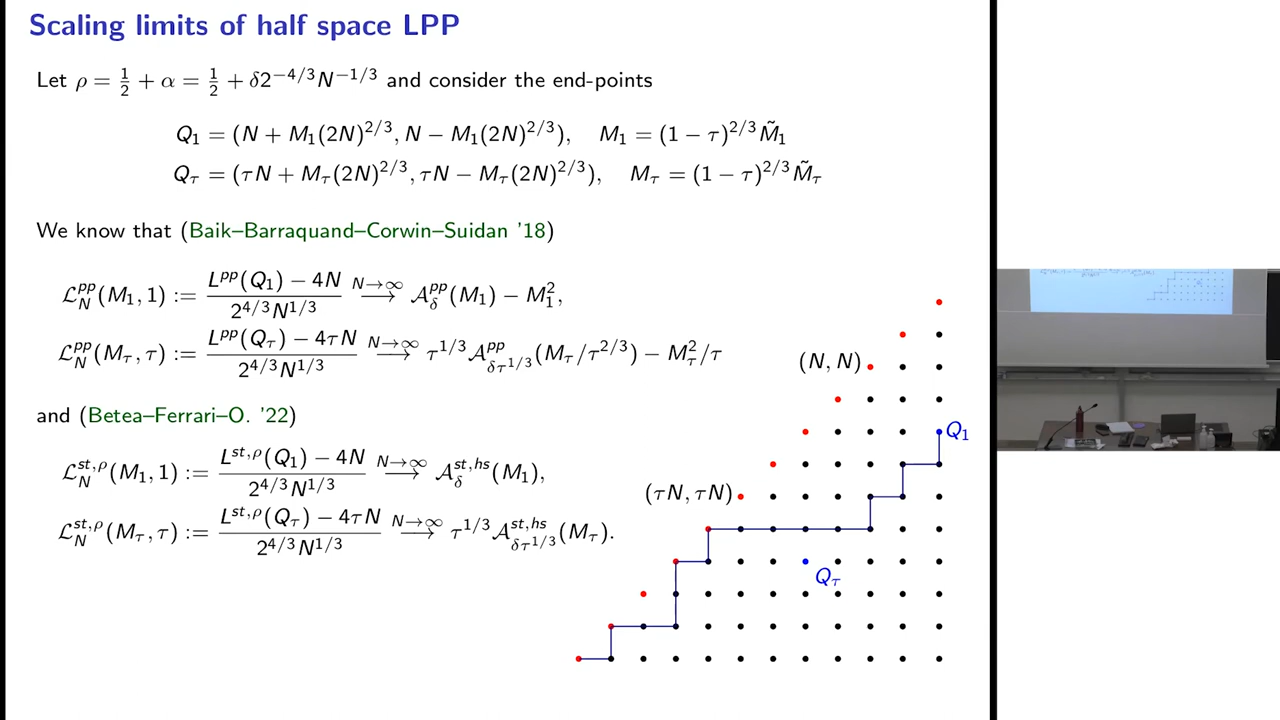 Scaling limits of half space LPP
Let ρ = 1/2 + α = 1/2 + δ2^{−4/3}N^{−1/3} and consider the end-points
Q_1 = (N + M_1(2N)^{2/3}, N − M_1(2N)^{2/3}), M_1 = (1 − τ)^{2/3} M̃_1
Q_τ = (τN + M_τ(2N)^{2/3}, τN − M_τ(2N)^{2/3}), M_τ = (1 − τ)^{2/3} M̃_τ
We know that (Baik–Barraquand–Corwin–Suidan '18)
ℒ_N^{pp}(M_1, 1) := (L^{pp}(Q_1) − 4N)/(2^{4/3}N^{1/3}) ⟶^{N→∞} 𝒜_δ^{pp}(M_1) − M_1^2,
ℒ_N^{pp}(M_τ, τ) := (L^{pp}(Q_τ) − 4τN)/(2^{4/3}N^{1/3}) ⟶^{N→∞} τ^{1/3}𝒜_{δτ^{1/3}}^{pp}(M_τ/τ^{2/3}) − M_τ^2/τ
and (Betea–Ferrari–O. '22)
ℒ_N^{st,ρ}(M_1, 1) := (L^{st,ρ}(Q_1) − 4N)/(2^{4/3}N^{1/3}) ⟶^{N→∞} 𝒜_δ^{st,hs}(M_1),
ℒ_N^{st,ρ}(M_τ, τ) := (L^{st,ρ}(Q_τ) − 4τN)/(2^{4/3}N^{1/3}) ⟶^{N→∞} τ^{1/3}𝒜_{δτ^{1/3}}^{st,hs}(M_τ).
(N, N)
Q_1
(τN, τN)
Q_τ